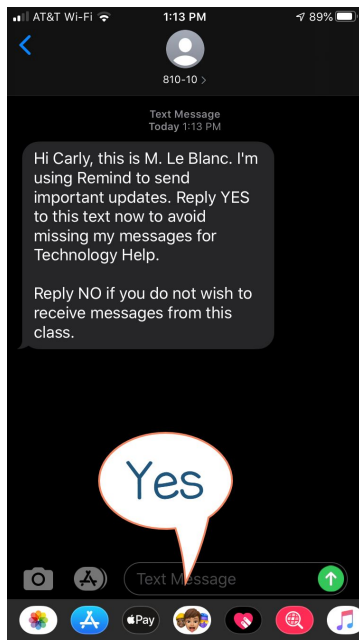 AT&T Wi-Fi 1:13 PM 89%
810-10 >
Text Message
Today 1:13 PM
Hi Carly, this is M. Le Blanc. I'm
using Remind to send
important updates. Reply YES
to this text now to avoid
missing my messages for
Technology Help.
Reply NO if you do not wish to
receive messages from this
class.
Yes
Text Message
Pay